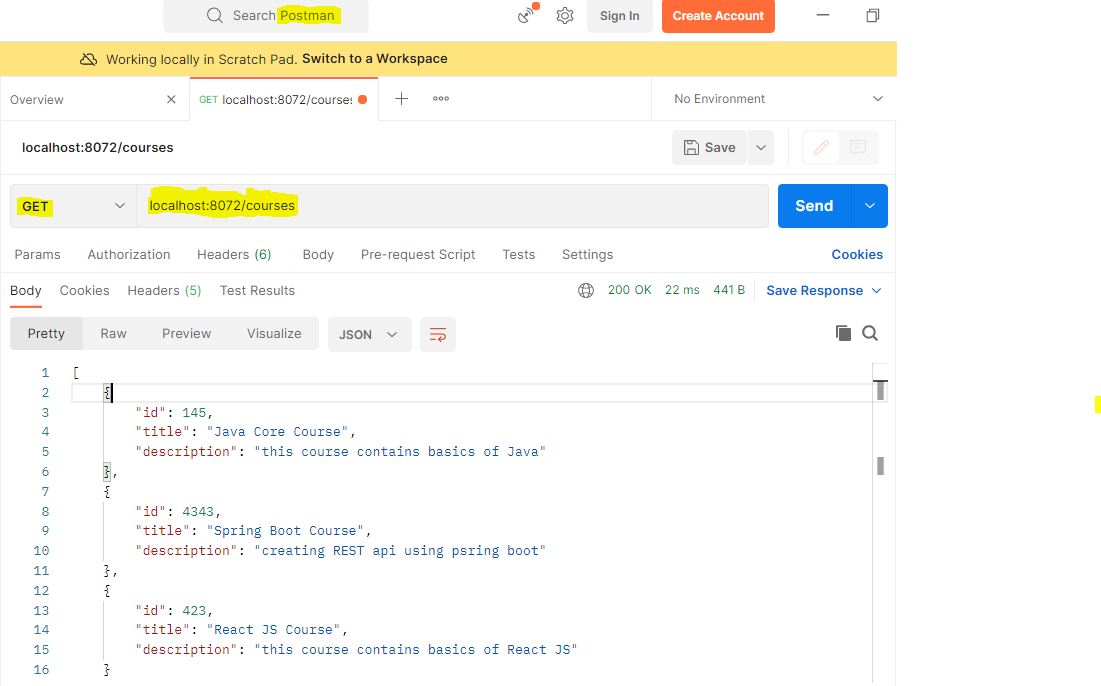 Search Postman
Sign In
Create Account
Working locally in Scratch Pad. Switch to a Workspace
Overview
GET localhost:8072/courses
No Environment
localhost:8072/courses
Save
GET
localhost:8072/courses
Send
Params Authorization Headers (6) Body Pre-request Script Tests Settings Cookies
Body Cookies Headers (5) Test Results 200 OK 22 ms 441 B Save Response
Pretty Raw Preview Visualize JSON
1 [
2 {
3 "id": 145,
4 "title": "Java Core Course",
5 "description": "this course contains basics of Java"
6 },
7 {
8 "id": 4343,
9 "title": "Spring Boot Course",
10 "description": "creating REST api using psring boot"
11 },
12 {
13 "id": 423,
14 "title": "React JS Course",
15 "description": "this course contains basics of React JS"
16 }